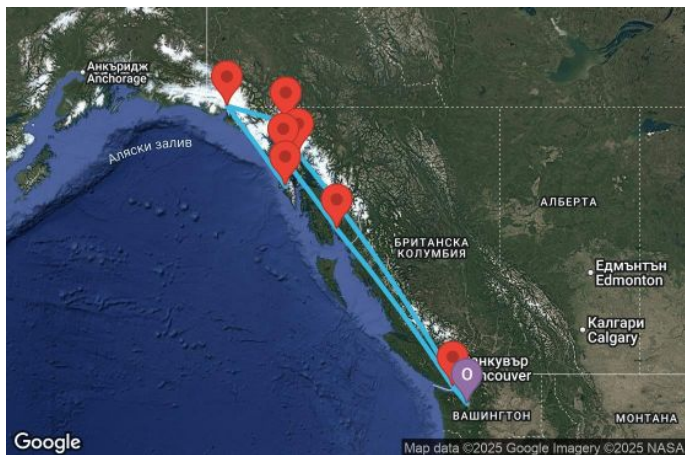 Анкъридж
Anchorage
Аляски залив
АЛБЕРТА
БРИТАНСКА
КОЛУМБИЯ
Едмънтън
Edmonton
Калгари
Calgary
нкувър
ncouver
O
ВАШИНГТОН
МОНТАНА
Google
Map data ©2025 Google Imagery ©2025 NASA